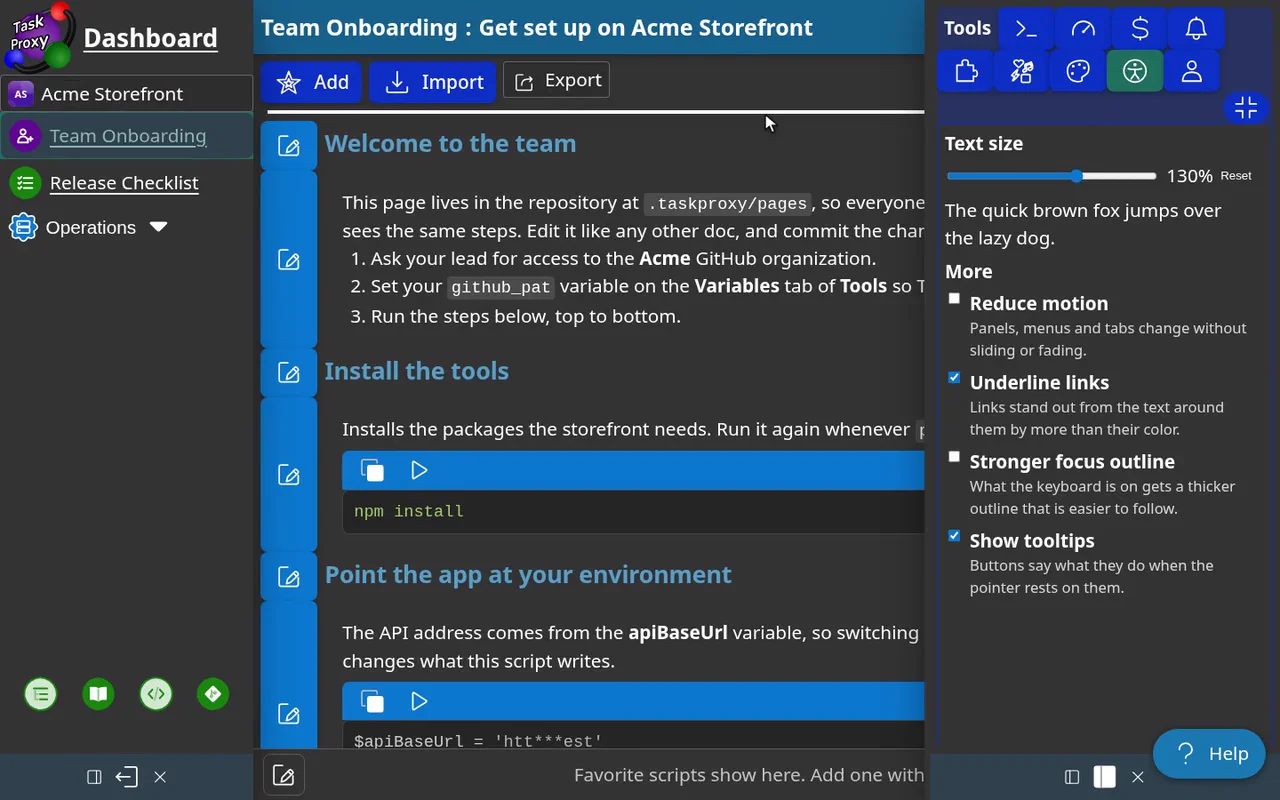 Task
Proxy
Dashboard
AS Acme Storefront
Team Onboarding
Release Checklist
Operations
Team Onboarding : Get set up on Acme Storefront
Add
Import
Export
Welcome to the team
This page lives in the repository at .taskproxy/pages, so everyone
sees the same steps. Edit it like any other doc, and commit the
1. Ask your lead for access to the Acme GitHub organization.
2. Set your github_pat variable on the Variables tab of Tools so
3. Run the steps below, top to bottom.
Install the tools
Installs the packages the storefront needs. Run it again whenever
npm install
Point the app at your environment
The API address comes from the apiBaseUrl variable, so switching
changes what this script writes.
$apiBaseUrl = 'htt***est'
Favorite scripts show here. Add one with
Tools
Text size
130% Reset
The quick brown fox jumps over
the lazy dog.
More
Reduce motion
Panels, menus and tabs change without
sliding or fading.
Underline links
Links stand out from the text around
them by more than their color.
Stronger focus outline
What the keyboard is on gets a thicker
outline that is easier to follow.
Show tooltips
Buttons say what they do when the
pointer rests on them.
? Help